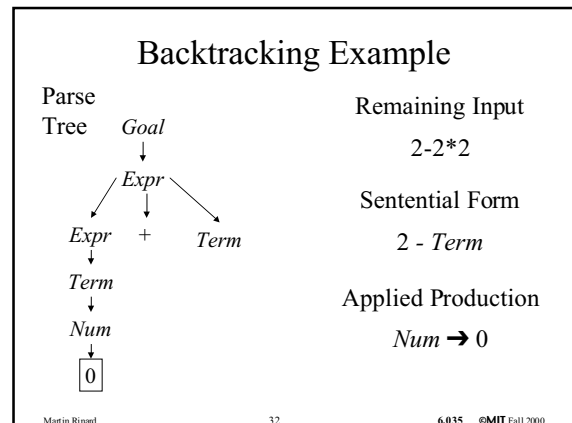 Backtracking Example
Parse
Tree
Goal
Expr
Expr + Term
Term
Num
0
Remaining Input
2-2*2
Sentential Form
2 - Term
Applied Production
Num ➔ 0
Martin Rinard 32 6.035 ©MIT Fall 2000